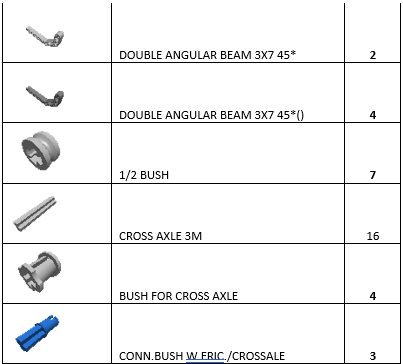 DOUBLE ANGULAR BEAM 3X7 45* 2
DOUBLE ANGULAR BEAM 3X7 45*() 4
1/2 BUSH 7
CROSS AXLE 3M 16
BUSH FOR CROSS AXLE 4
CONN.BUSH W.FRIC./CROSSALE 3